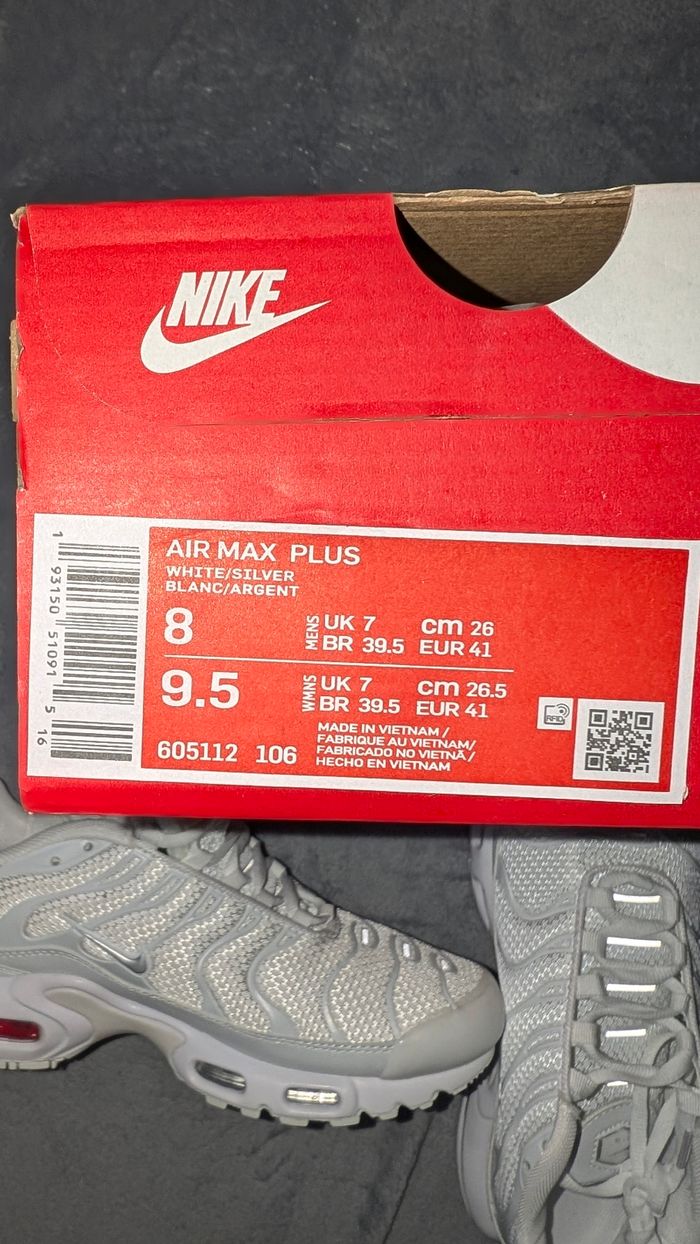 NIKE
AIR MAX PLUS
WHITE/SILVER
BLANC/ARGENT
8
MENS
UK 7 cm 26
BR 39.5 EUR 41
9.5
WMNS
UK 7 cm 26.5
BR 39.5 EUR 41
605112 106
MADE IN VIETNAM /
FABRIQUE AU VIETNAM/
FABRICADO NO VIETNÃ /
HECHO EN VIETNAM
RFID
1 93150 51091 5 16